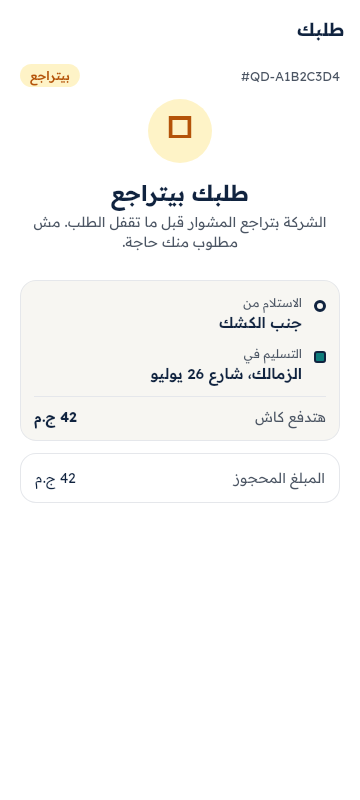 طلبك
#QD-A1B2C3D4
بيتراجع
طلبك بيتراجع
الشركة بتراجع المشوار قبل ما تقفل الطلب. مش
مطلوب منك حاجة.
الاستلام من
جنب الكشك
التسليم في
الزمالك، شارع 26 يوليو
هتدفع كاش
42 ج.م
المبلغ المحجوز
42 ج.م